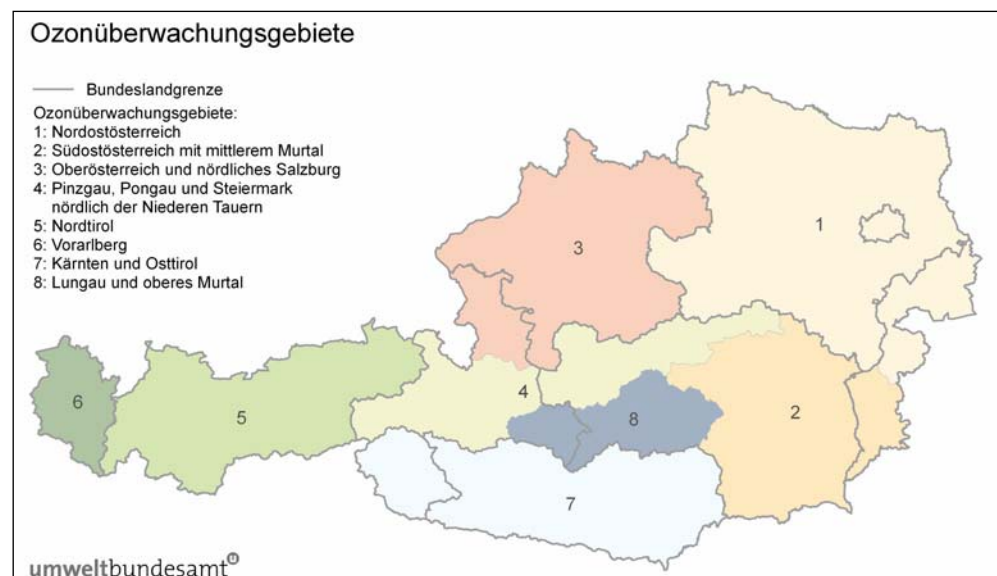 Ozonüberwachungsgebiete
Bundeslandgrenze
Ozonüberwachungsgebiete:
1: Nordostösterreich
2: Südostösterreich mit mittlerem Murtal
3: Oberösterreich und nördliches Salzburg
4: Pinzgau, Pongau und Steiermark
nördlich der Niederen Tauern
5: Nordtirol
6: Vorarlberg
7: Kärnten und Osttirol
8: Lungau und oberes Murtal
1
3
4
6
5
8
2
7
umweltbundesamt